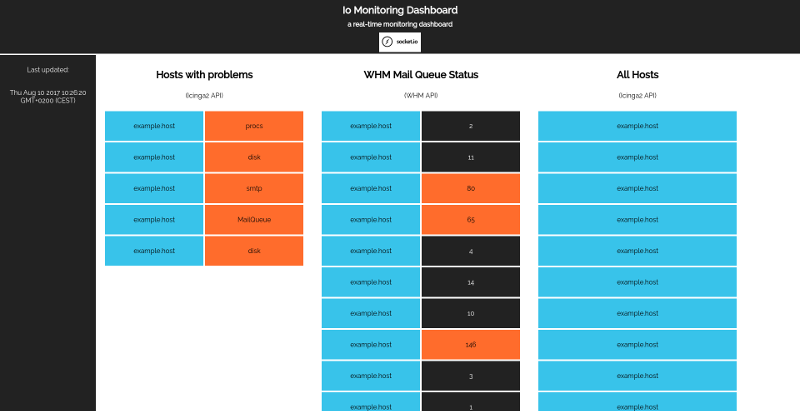 Io Monitoring Dashboard
a real-time monitoring dashboard
socket.io
Last updated:
Thu Aug 10 2017 10:26:20
GMT+0200 (CEST)
Hosts with problems
(Icinga2 API)
example.host procs
example.host disk
example.host smtp
example.host MailQueue
example.host disk
WHM Mail Queue Status
(WHM API)
example.host 2
example.host 11
example.host 80
example.host 65
example.host 4
example.host 14
example.host 10
example.host 146
example.host 3
example.host 1
All Hosts
(Icinga2 API)
example.host
example.host
example.host
example.host
example.host
example.host
example.host
example.host
example.host
example.host